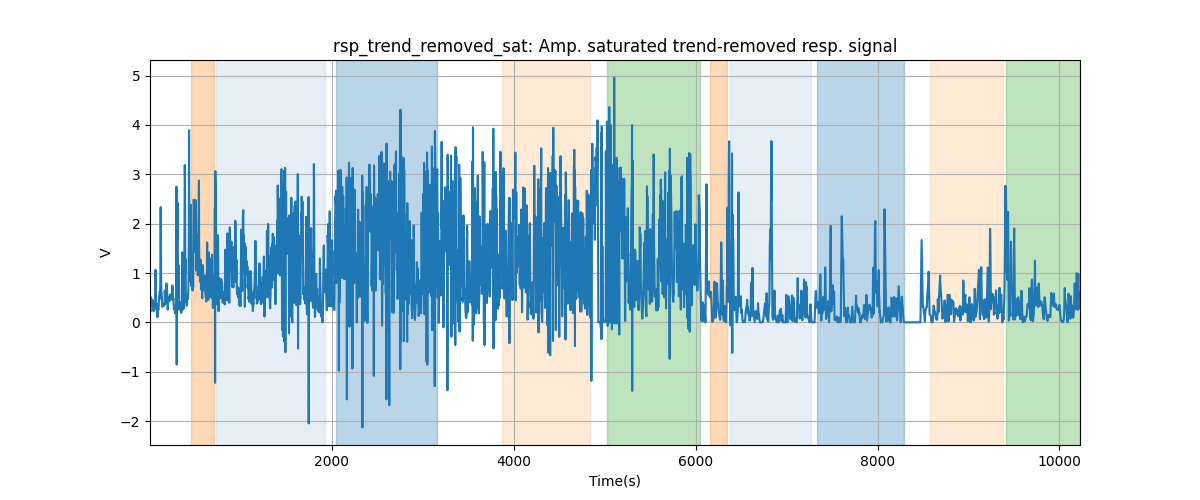 rsp_trend_removed_sat: Amp. saturated trend-removed resp. signal
5
4
3
2
1
0
−1
−2
V
2000 4000 6000 8000 10000
Time(s)